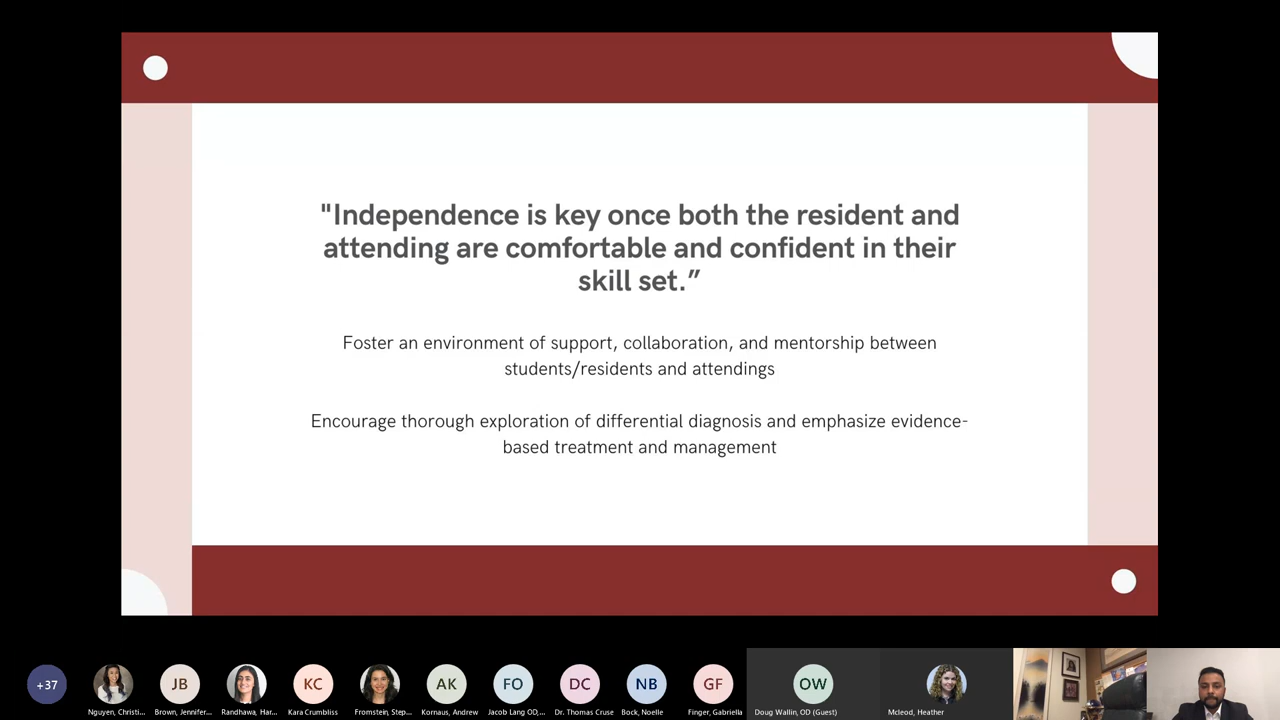 "Independence is key once both the resident and
attending are comfortable and confident in their
skill set.”
Foster an environment of support, collaboration, and mentorship between
students/residents and attendings
Encourage thorough exploration of differential diagnosis and emphasize evidence-
based treatment and management
+37
JB
KC
AK
FO
DC
NB
GF
OW
Nguyen, Christi...
Brown, Jennifer...
Randhawa, Har...
Kara Crumbliss
Fromstein, Step...
Kornaus, Andrew
Jacob Lang OD,...
Dr. Thomas Cruse
Bock, Noelle
Finger, Gabriella
Doug Wallin, OD (Guest)
Mcleod, Heather